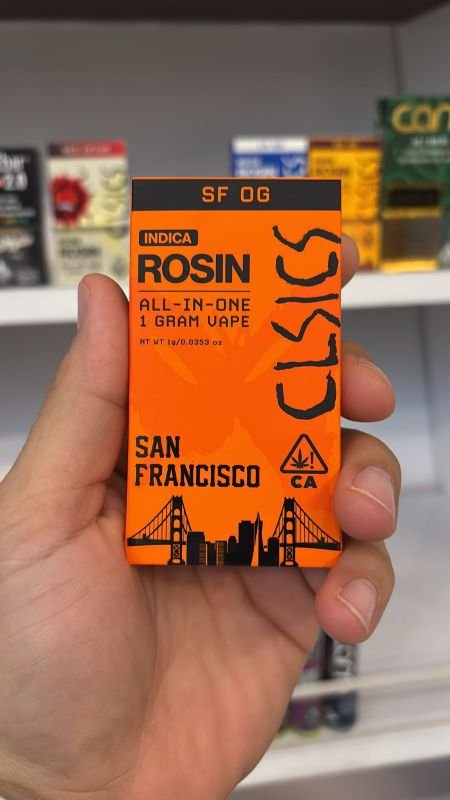 SF OG
INDICA
ROSIN
ALL-IN-ONE
1 GRAM VAPE
NT WT 1g/0.0353 oz
CLSICS
SAN
FRANCISCO
CA